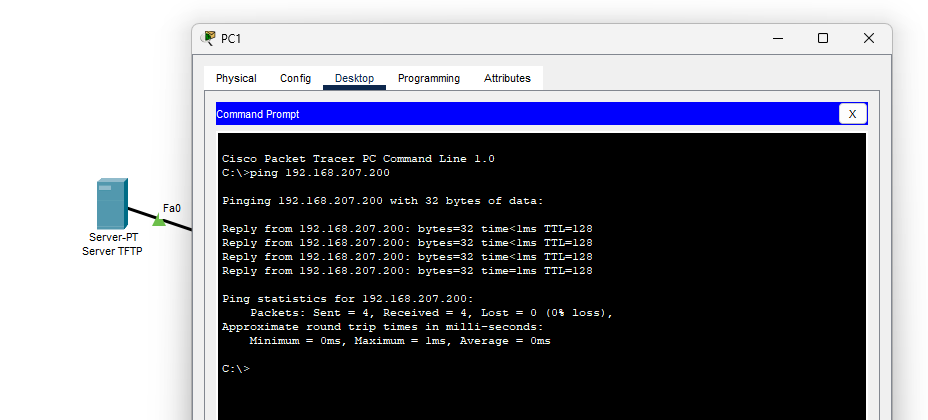 PC1
Physical Config Desktop Programming Attributes
Command Prompt X
Cisco Packet Tracer PC Command Line 1.0
C:\>ping 192.168.207.200
Pinging 192.168.207.200 with 32 bytes of data:
Reply from 192.168.207.200: bytes=32 time<1ms TTL=128
Reply from 192.168.207.200: bytes=32 time<1ms TTL=128
Reply from 192.168.207.200: bytes=32 time<1ms TTL=128
Reply from 192.168.207.200: bytes=32 time=1ms TTL=128
Ping statistics for 192.168.207.200:
Packets: Sent = 4, Received = 4, Lost = 0 (0% loss),
Approximate round trip times in milli-seconds:
Minimum = 0ms, Maximum = 1ms, Average = 0ms
C:\>
Fa0
Server-PT
Server TFTP